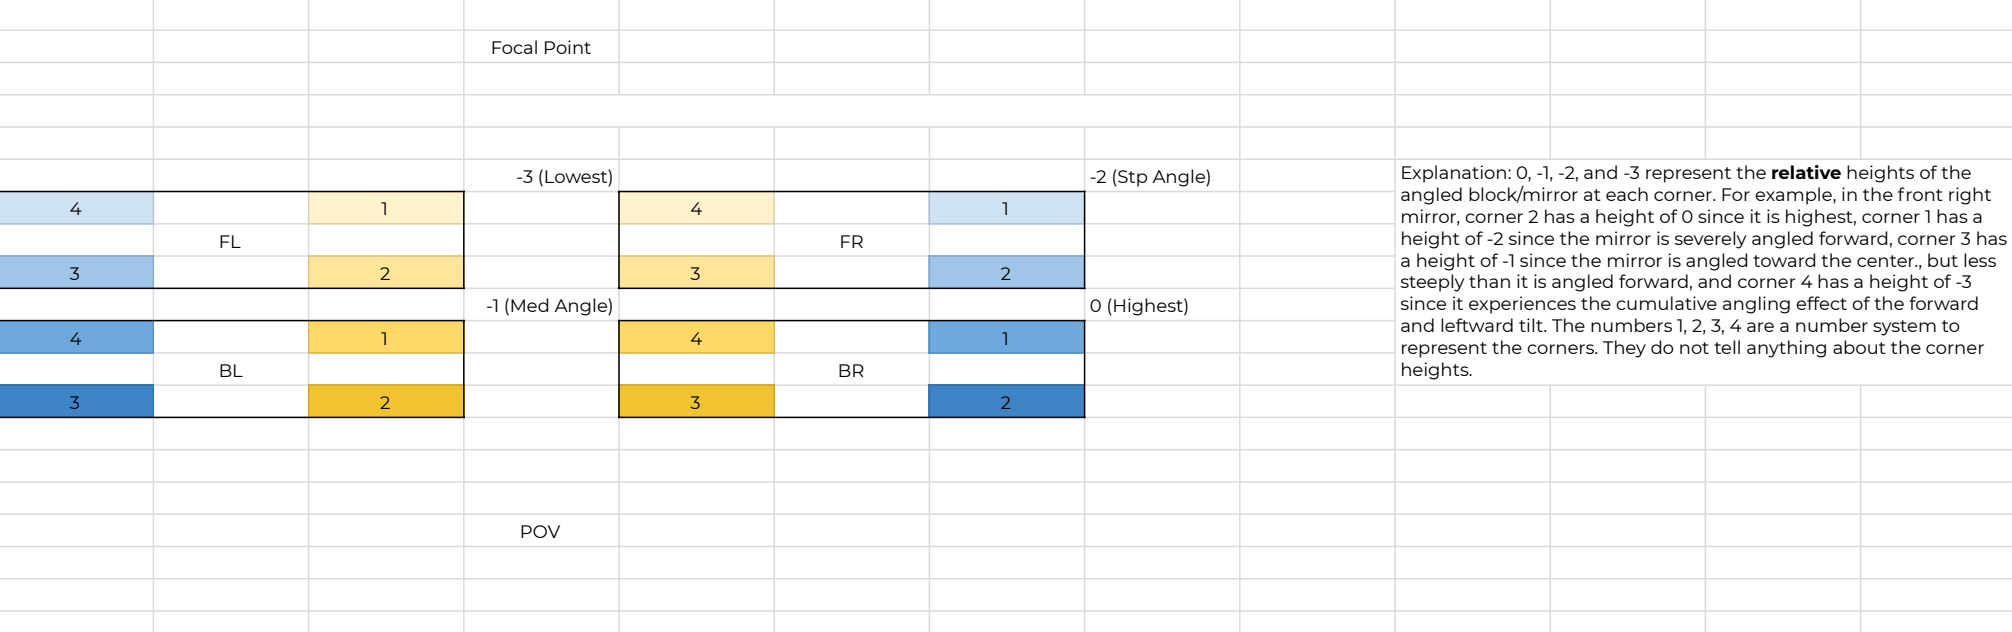 Focal Point
-3 (Lowest)
-2 (Stp Angle)
4 1 4 1
FL FR
3 2 3 2
-1 (Med Angle)
0 (Highest)
4 1 4 1
BL BR
3 2 3 2
POV
Explanation: 0, -1, -2, and -3 represent the relative heights of the
angled block/mirror at each corner. For example, in the front right
mirror, corner 2 has a height of 0 since it is highest, corner 1 has a
height of -2 since the mirror is severely angled forward, corner 3 has
a height of -1 since the mirror is angled toward the center., but less
steeply than it is angled forward, and corner 4 has a height of -3
since it experiences the cumulative angling effect of the forward
and leftward tilt. The numbers 1, 2, 3, 4 are a number system to
represent the corners. They do not tell anything about the corner
heights.